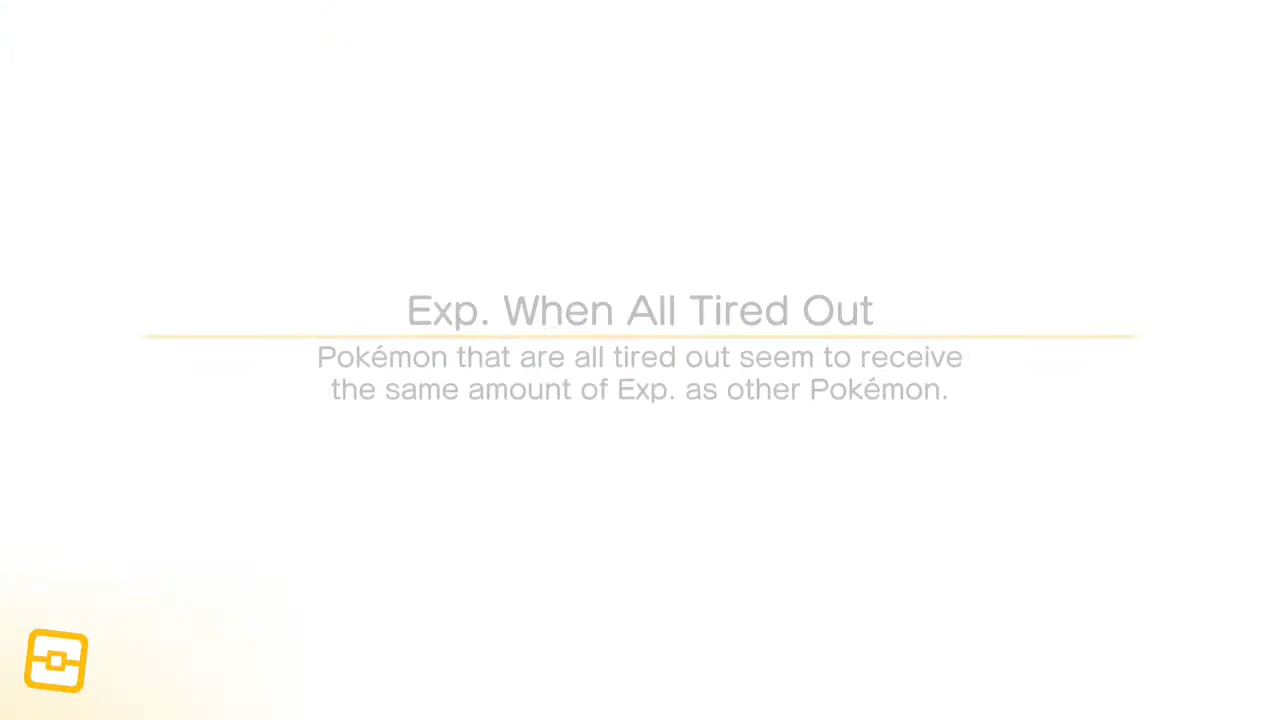 Exp. When All Tired Out
Pokémon that are all tired out seem to receive
the same amount of Exp. as other Pokémon.